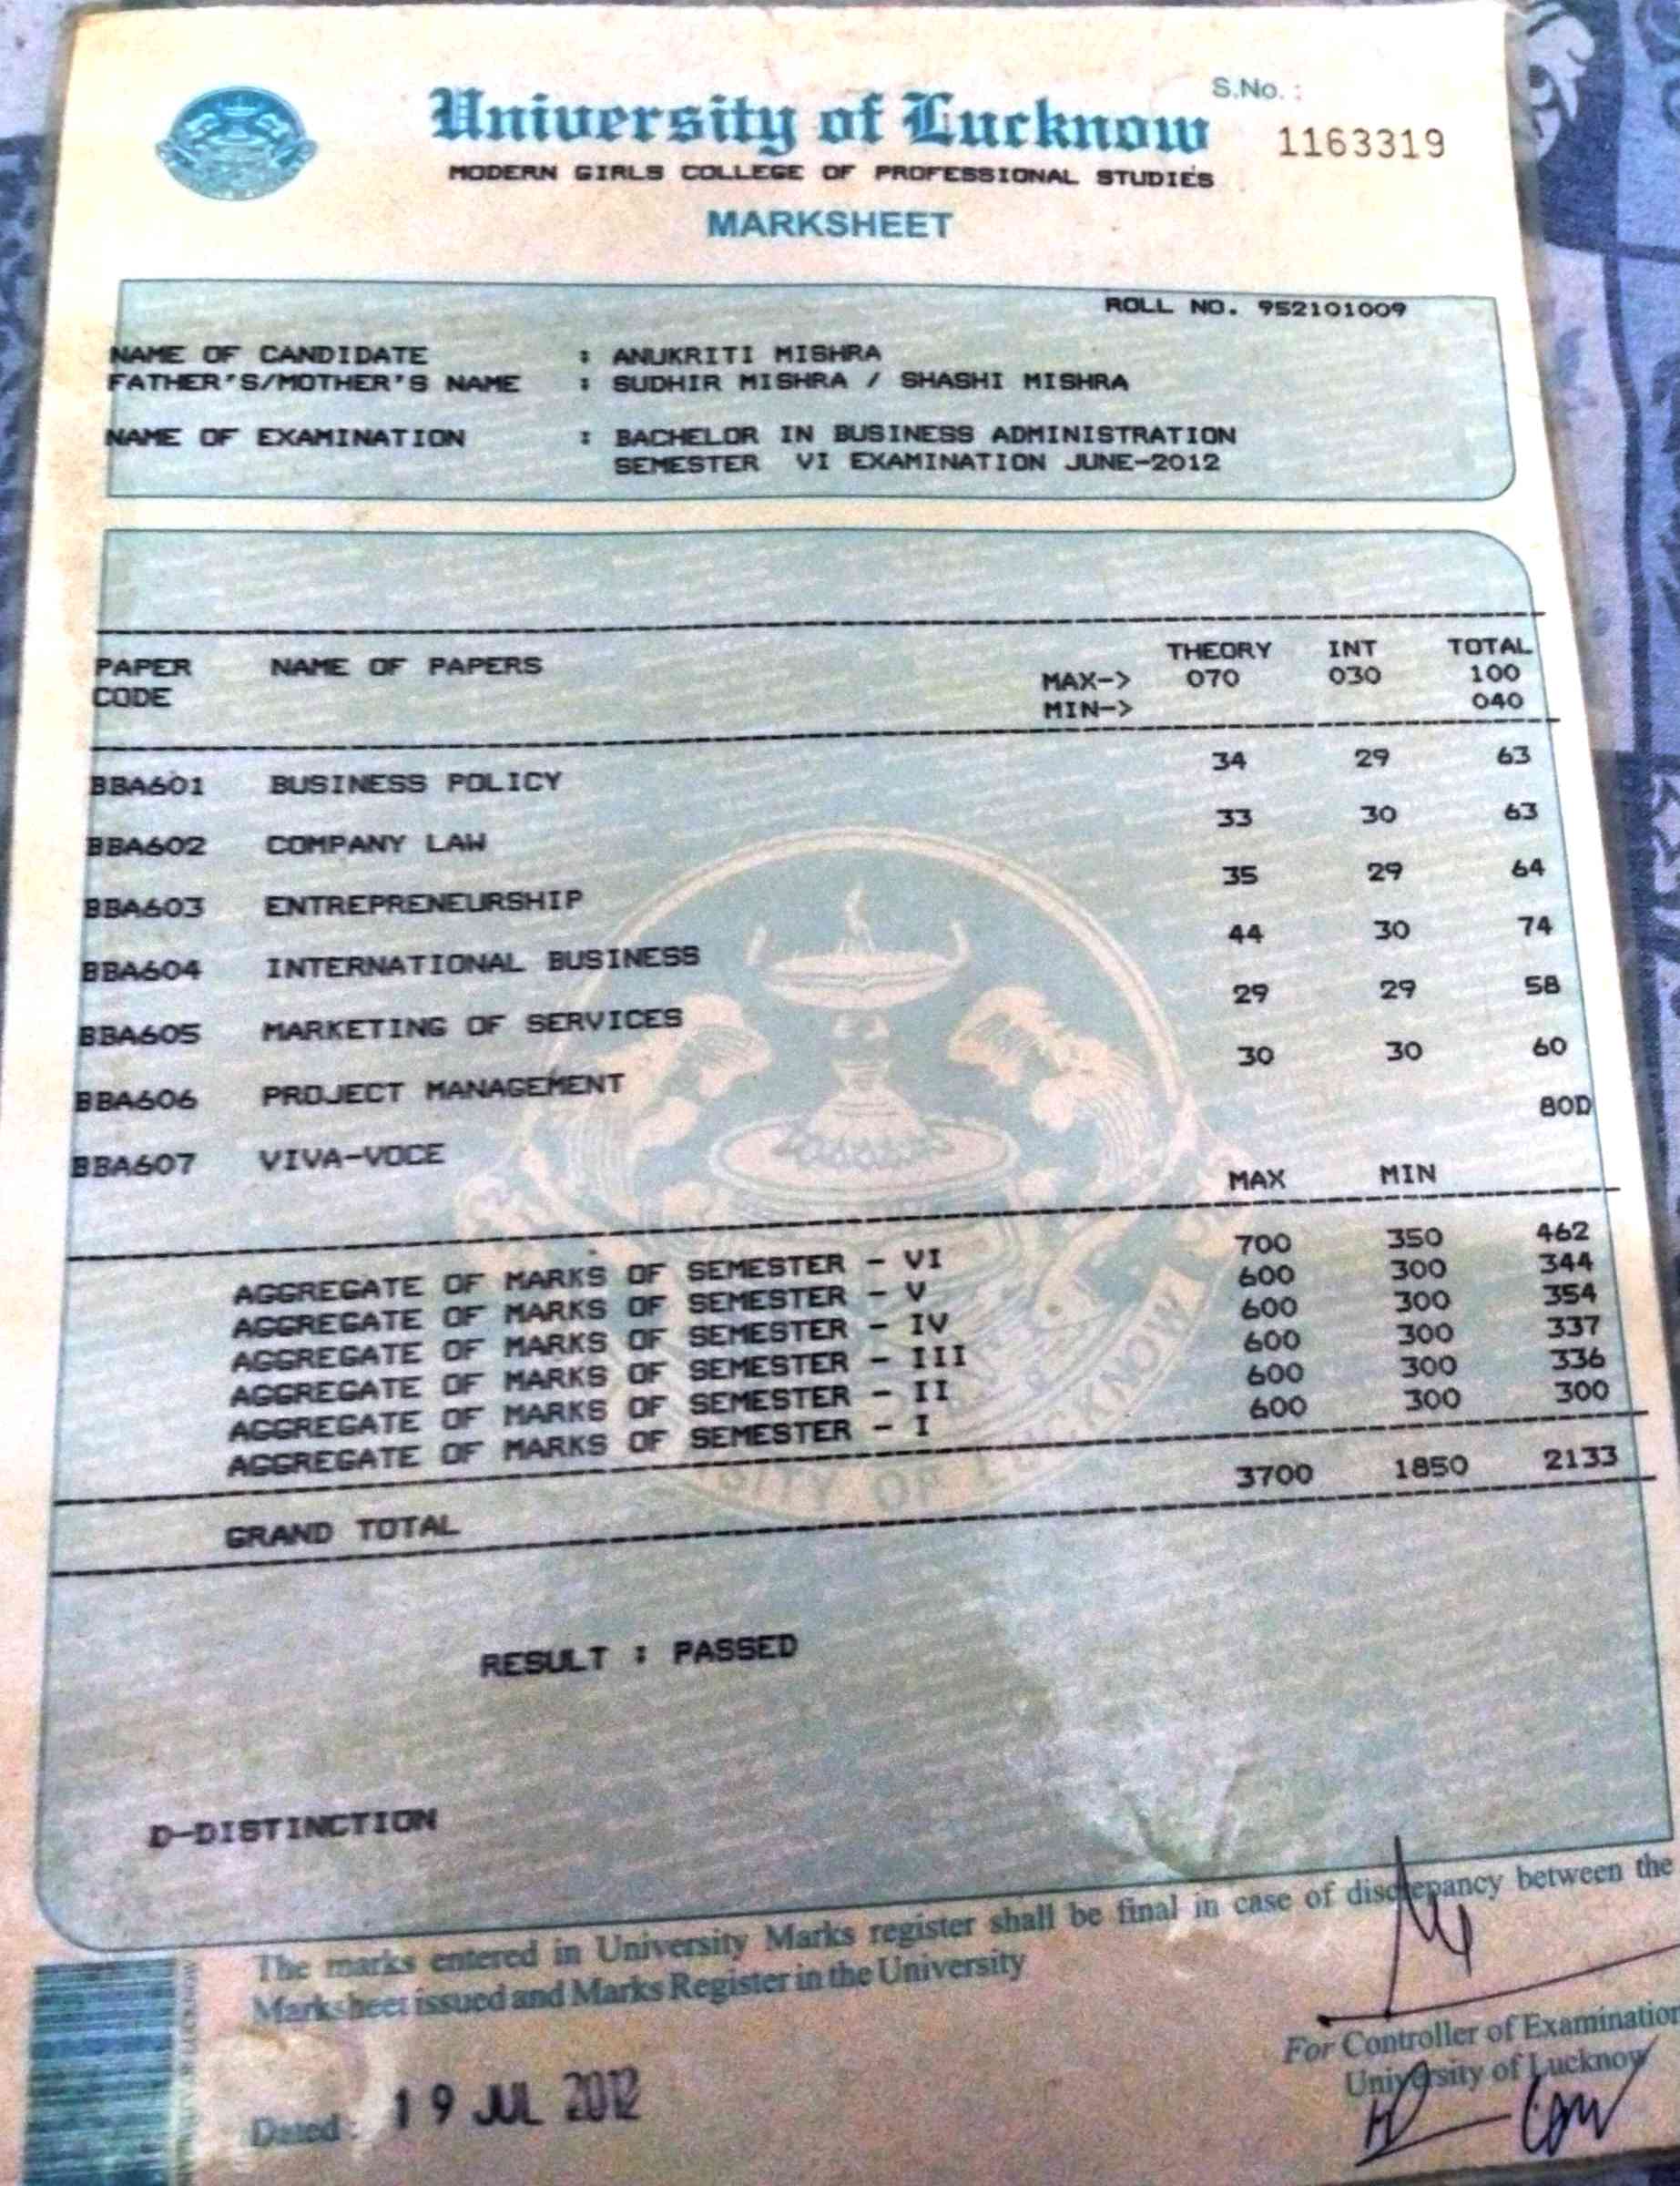 S.No. :
University of Lucknow 1163319
MODERN GIRLS COLLEGE OF PROFESSIONAL STUDIES
MARKSHEET
ROLL NO. 952101009
NAME OF CANDIDATE : ANUKRITI MISHRA
FATHER'S/MOTHER'S NAME : SUDHIR MISHRA / SHASHI MISHRA
NAME OF EXAMINATION : BACHELOR IN BUSINESS ADMINISTRATION
SEMESTER VI EXAMINATION JUNE-2012
PAPER NAME OF PAPERS THEORY INT TOTAL
CODE MAX-> 070 030 100
MIN-> 040
BBA601 BUSINESS POLICY 34 29 63
BBA602 COMPANY LAW 33 30 63
BBA603 ENTREPRENEURSHIP 35 29 64
BBA604 INTERNATIONAL BUSINESS 44 30 74
BBA605 MARKETING OF SERVICES 29 29 58
BBA606 PROJECT MANAGEMENT 30 30 60
BBA607 VIVA-VOCE 80D
MAX MIN
AGGREGATE OF MARKS OF SEMESTER - VI 700 350 462
AGGREGATE OF MARKS OF SEMESTER - V 600 300 344
AGGREGATE OF MARKS OF SEMESTER - IV 600 300 354
AGGREGATE OF MARKS OF SEMESTER - III 600 300 337
AGGREGATE OF MARKS OF SEMESTER - II 600 300 336
AGGREGATE OF MARKS OF SEMESTER - I 600 300 300
GRAND TOTAL 3700 1850 2133
RESULT : PASSED
D-DISTINCTION
The marks entered in University Marks register shall be final in case of discrepancy between the
Marksheet issued and Marks Register in the University
For Controller of Examination
University of Lucknow
Dated : 19 JUL 2012